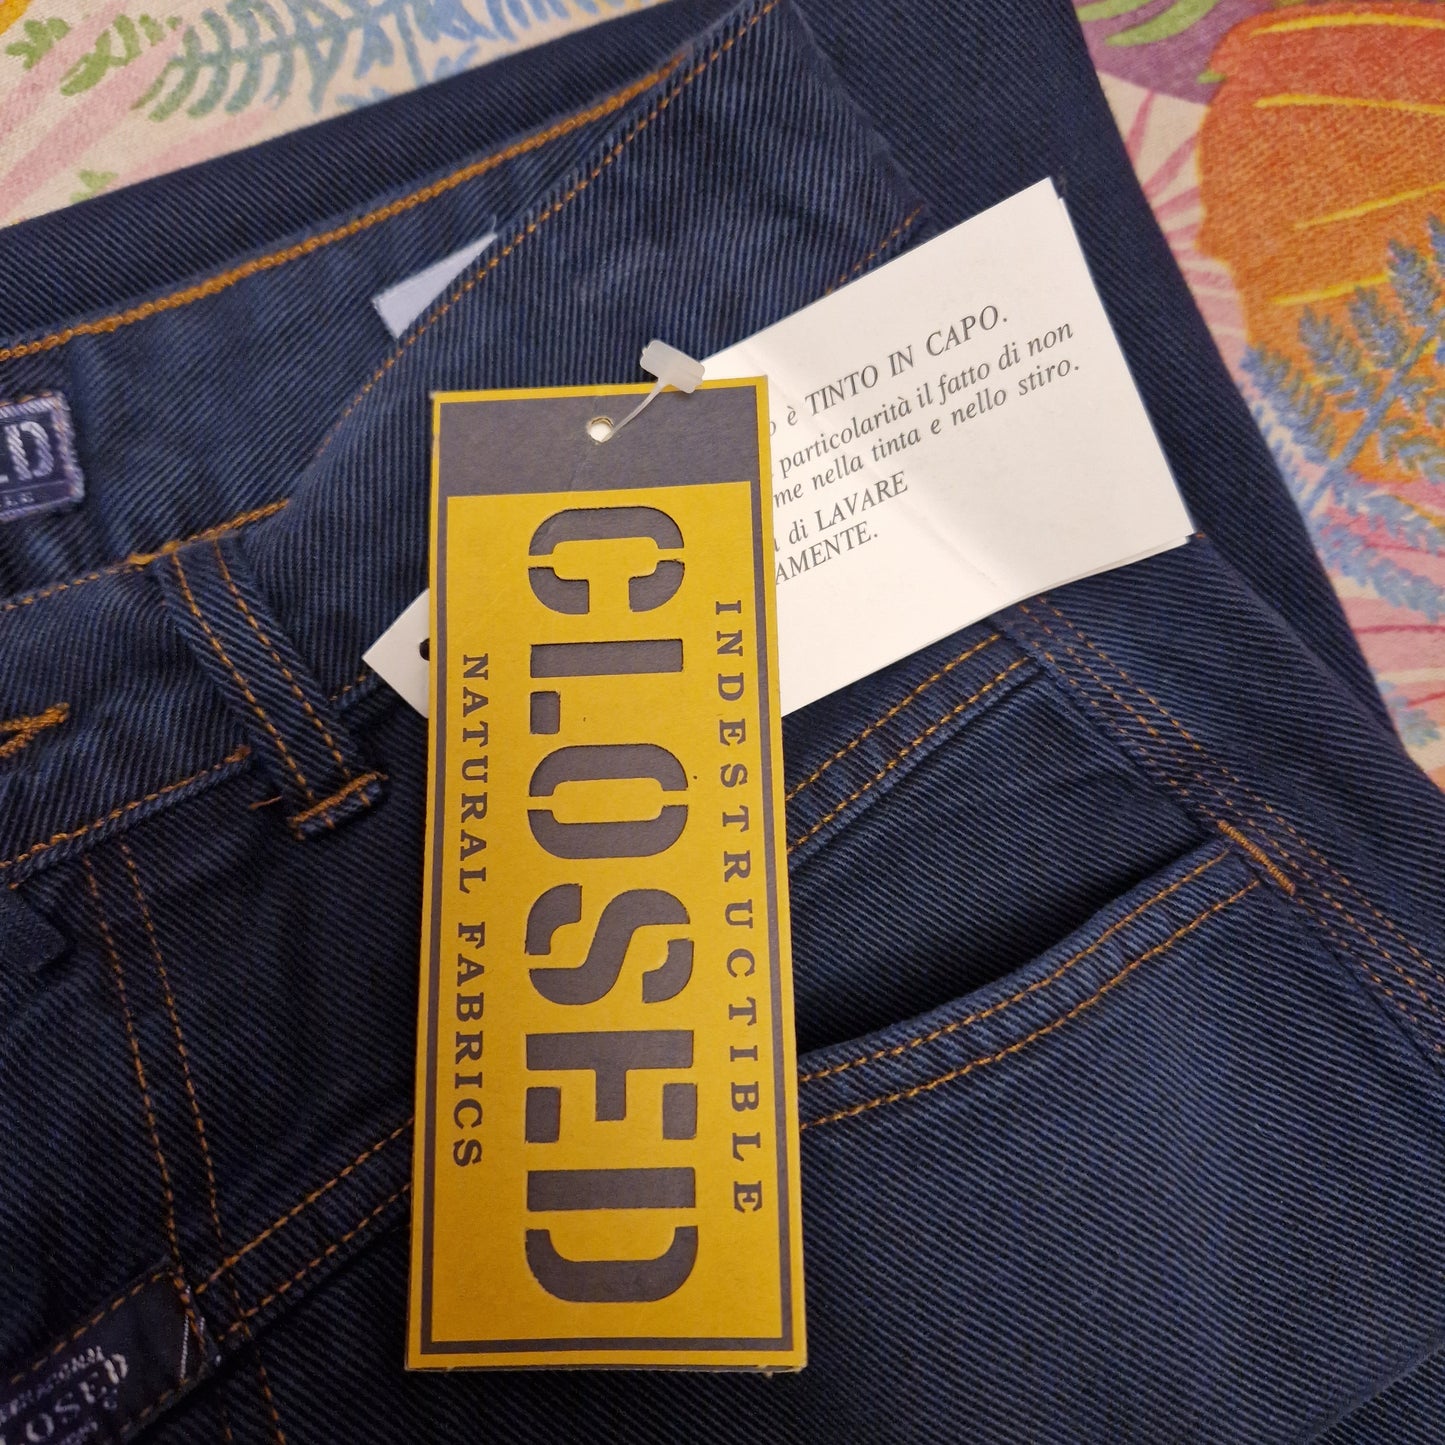 INDESTRUCTIBLE
CLOSED
NATURAL FABRICS
è TINTO IN CAPO.
particolarità il fatto di non
me nella tinta e nello stiro.
di LAVARE
AMENTE.
LD